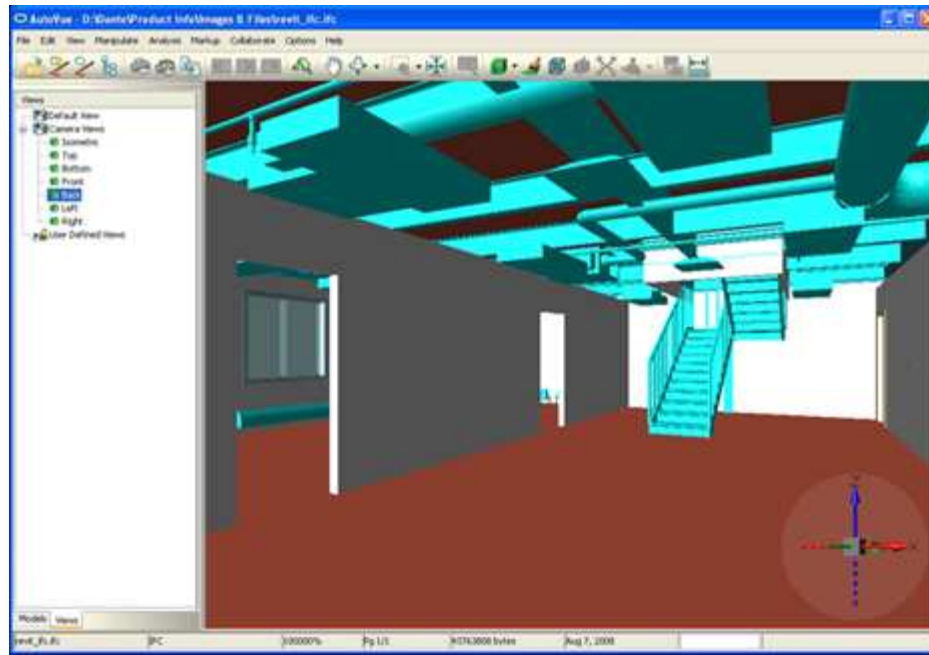 AutoVue - D:\Dante\Product Info\Images & Files\revit_ifc.ifc
File Edit View Manipulate Analysis Markup Collaborate Options Help
Views
Default View
Camera Views
Isometric
Top
Bottom
Front
Back
Left
Right
User Defined Views
Models Views
revit_ifc.ifc IFC 100000% Pg 1/1 Aug 7, 2008